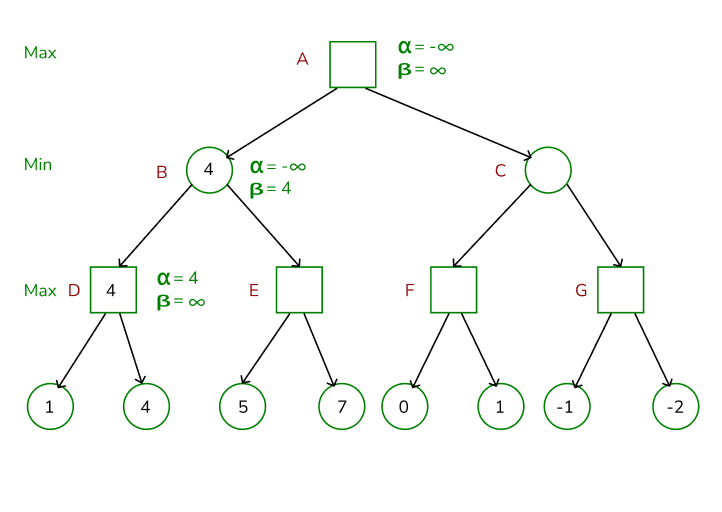 Max
A
α = -∞
β = ∞
Min
B
4
α = -∞
β = 4
C
Max
D
4
α = 4
β = ∞
E
F
G
1
4
5
7
0
1
-1
-2